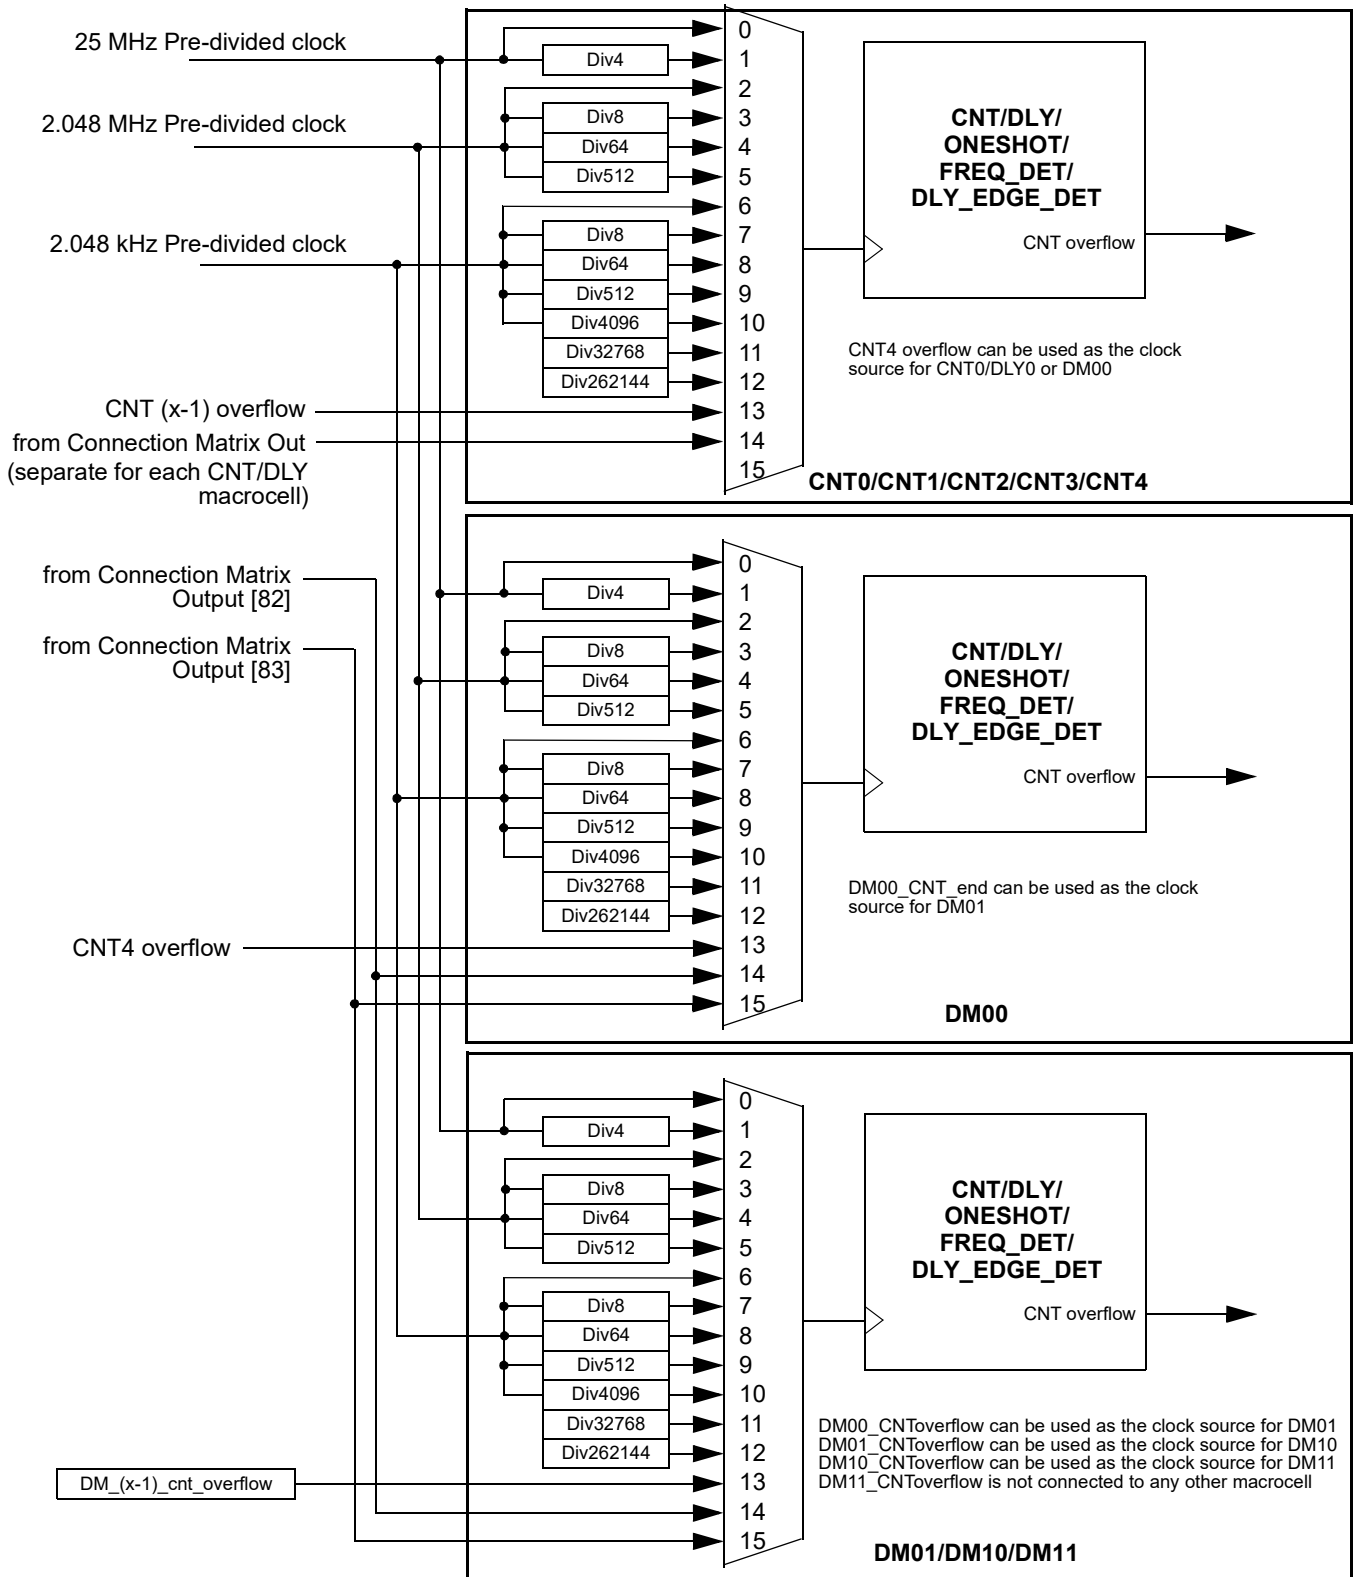 25 MHz Pre-divided clock
2.048 MHz Pre-divided clock
2.048 kHz Pre-divided clock
CNT (x-1) overflow
from Connection Matrix Out
(separate for each CNT/DLY
macrocell)
Div4
Div8
Div64
Div512
Div8
Div64
Div512
Div4096
Div32768
Div262144
0
1
2
3
4
5
6
7
8
9
10
11
12
13
14
15
CNT/DLY/
ONESHOT/
FREQ_DET/
DLY_EDGE_DET
CNT overflow
CNT4 overflow can be used as the clock
source for CNT0/DLY0 or DM00
CNT0/CNT1/CNT2/CNT3/CNT4
from Connection Matrix
Output [82]
from Connection Matrix
Output [83]
CNT4 overflow
Div4
Div8
Div64
Div512
Div8
Div64
Div512
Div4096
Div32768
Div262144
0
1
2
3
4
5
6
7
8
9
10
11
12
13
14
15
CNT/DLY/
ONESHOT/
FREQ_DET/
DLY_EDGE_DET
CNT overflow
DM00_CNT_end can be used as the clock
source for DM01
DM00
DM_(x-1)_cnt_overflow
Div4
Div8
Div64
Div512
Div8
Div64
Div512
Div4096
Div32768
Div262144
0
1
2
3
4
5
6
7
8
9
10
11
12
13
14
15
CNT/DLY/
ONESHOT/
FREQ_DET/
DLY_EDGE_DET
CNT overflow
DM00_CNToverflow can be used as the clock source for DM01
DM01_CNToverflow can be used as the clock source for DM10
DM10_CNToverflow can be used as the clock source for DM11
DM11_CNToverflow is not connected to any other macrocell
DM01/DM10/DM11